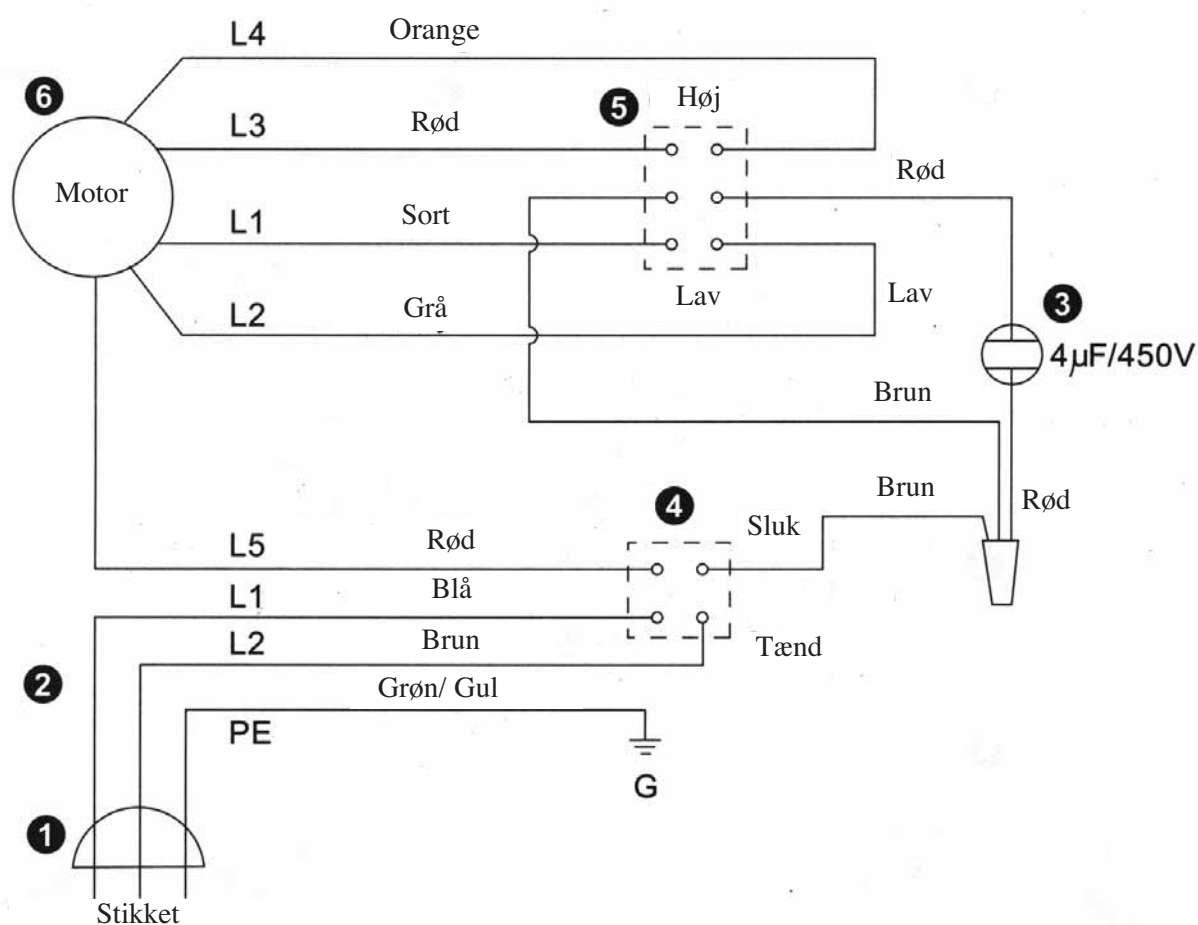 L4 Orange
6
5 Høj
L3 Rød
Motor
Rød
L1 Sort
Lav
Lav
3
L2 Grå
4µF/450V
Brun
Brun
4
Rød
Sluk
L5 Rød
L1 Blå
L2 Brun
Tænd
2
Grøn/ Gul
PE
G
1
Stikket